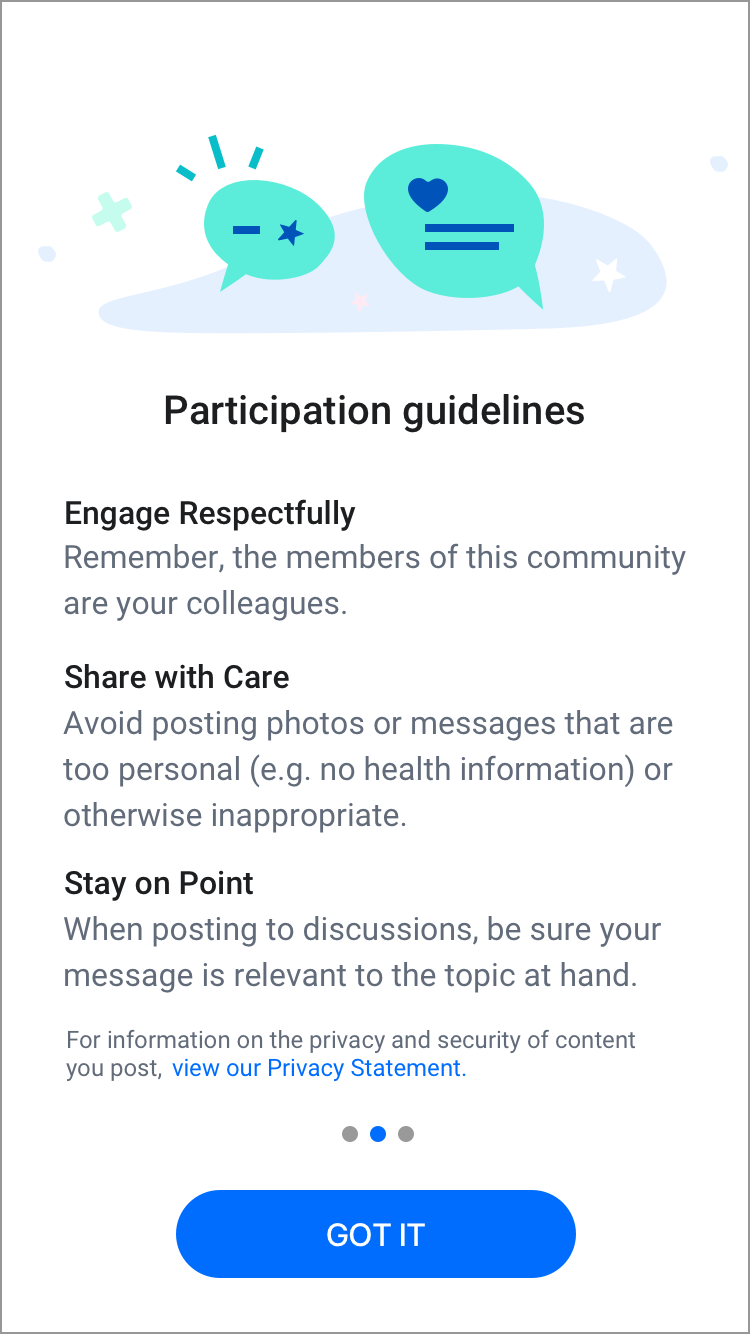 Participation guidelines
Engage Respectfully
Remember, the members of this community
are your colleagues.
Share with Care
Avoid posting photos or messages that are
too personal (e.g. no health information) or
otherwise inappropriate.
Stay on Point
When posting to discussions, be sure your
message is relevant to the topic at hand.
For information on the privacy and security of content
you post, view our Privacy Statement.
GOT IT